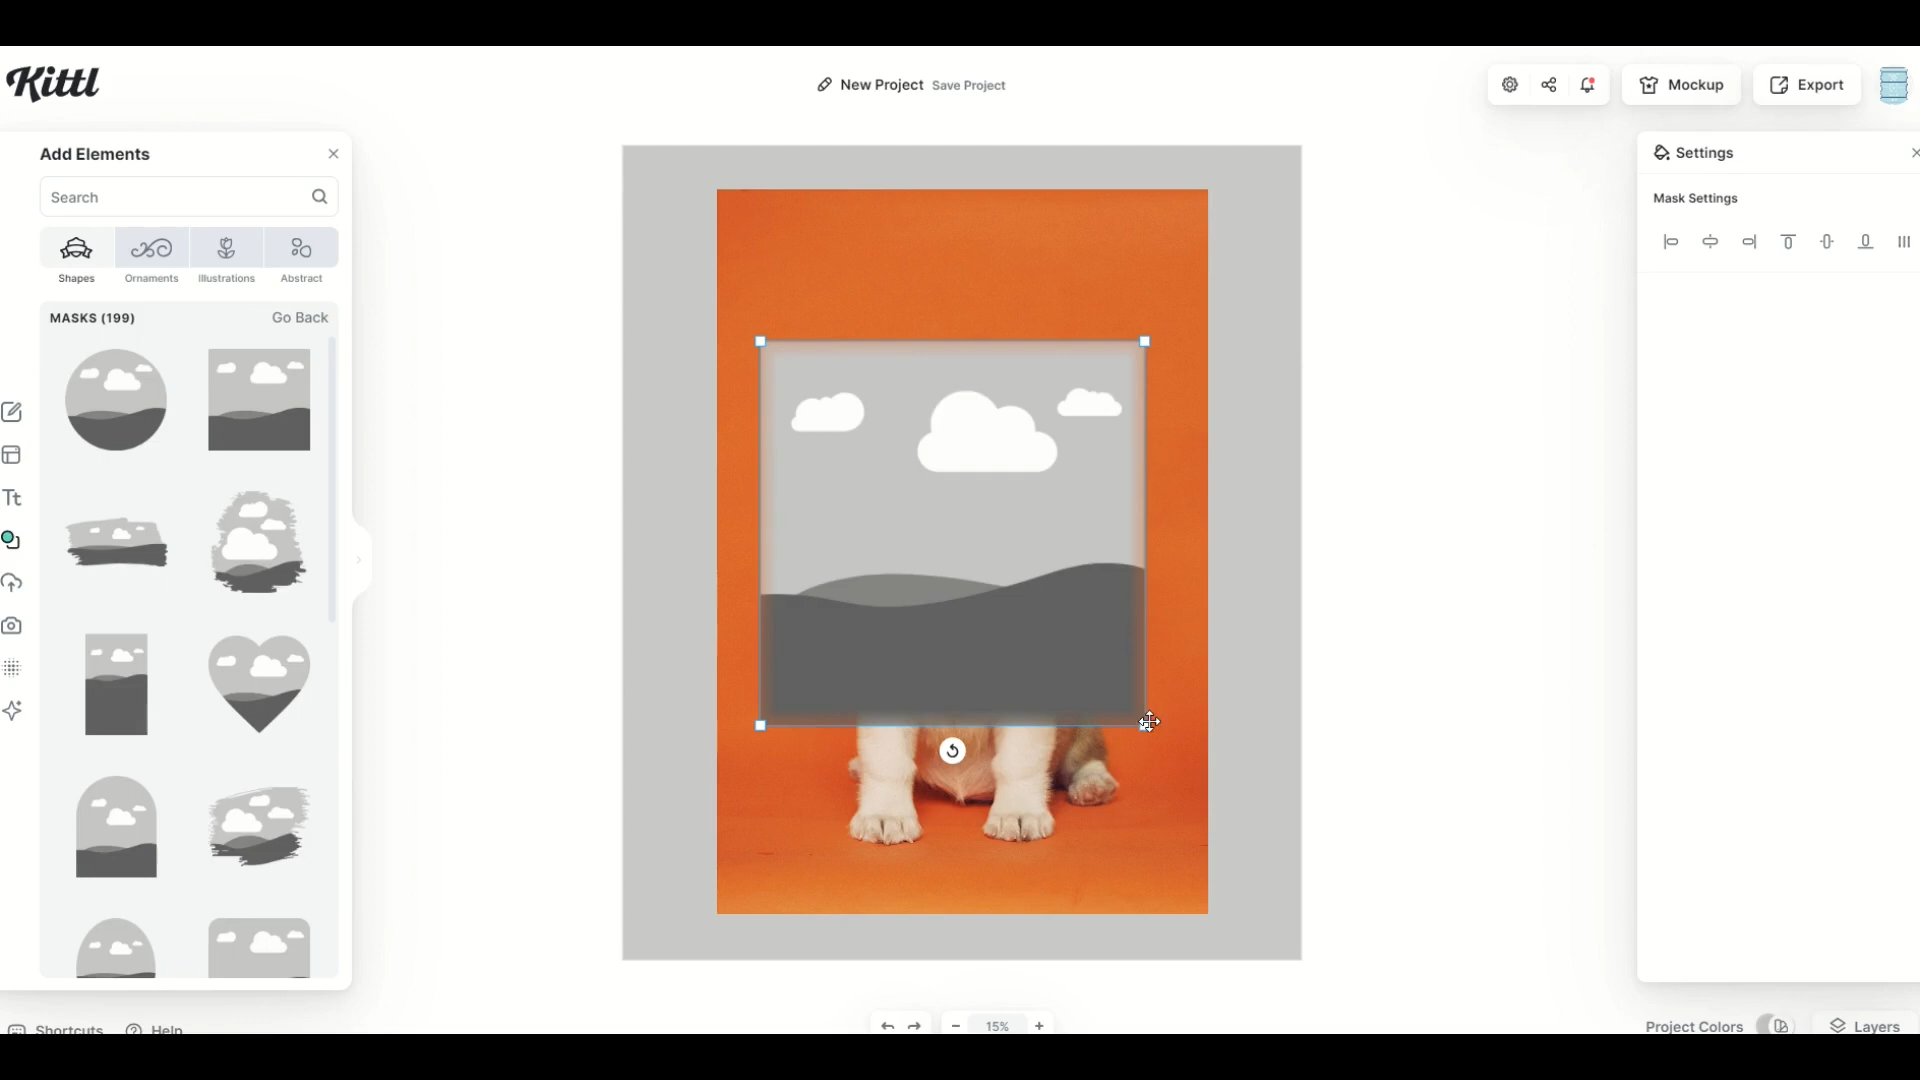 Kittl
New Project Save Project
Mockup
Export
Add Elements
Search
Shapes
Ornaments
Illustrations
Abstract
MASKS (199)
Go Back
Settings
Mask Settings
Tt
Shortcuts
Help
15%
Project Colors
Layers